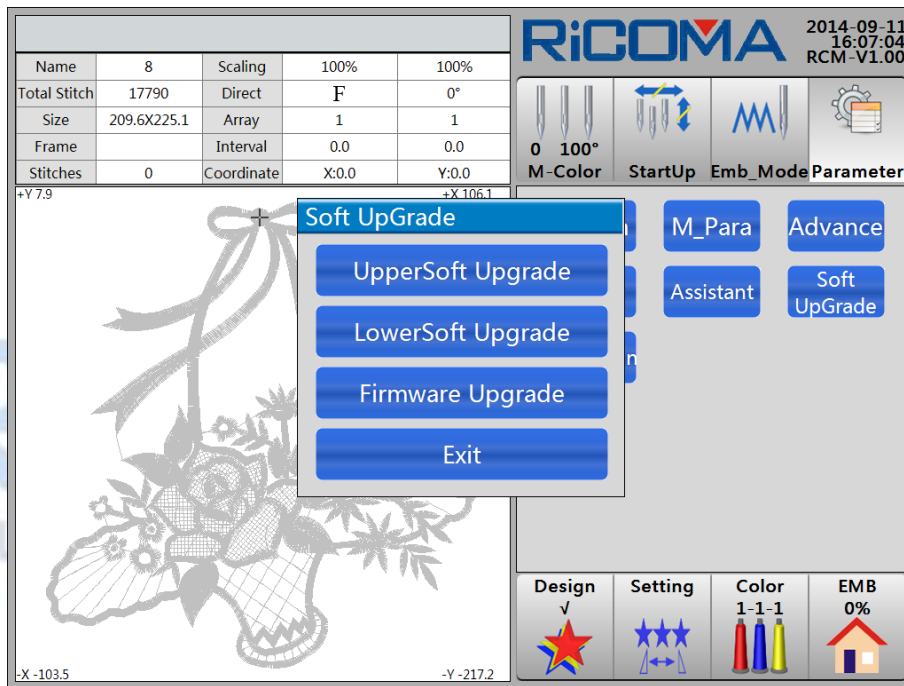 RiCOMA
2014-09-11
16:07:04
RCM-V1.00
Name 8 Scaling 100% 100%
Total Stitch 17790 Direct F 0°
Size 209.6X225.1 Array 1 1
Frame Interval 0.0 0.0
Stitches 0 Coordinate X:0.0 Y:0.0
0 100°
M-Color StartUp Emb_Mode Parameter
+Y 7.9 +X 106.1
Soft UpGrade
UpperSoft Upgrade
LowerSoft Upgrade
Firmware Upgrade
Exit
M_Para Advance
Assistant Soft
UpGrade
n
-X -103.5 -Y -217.2
Design Setting Color EMB
√ 1-1-1 0%